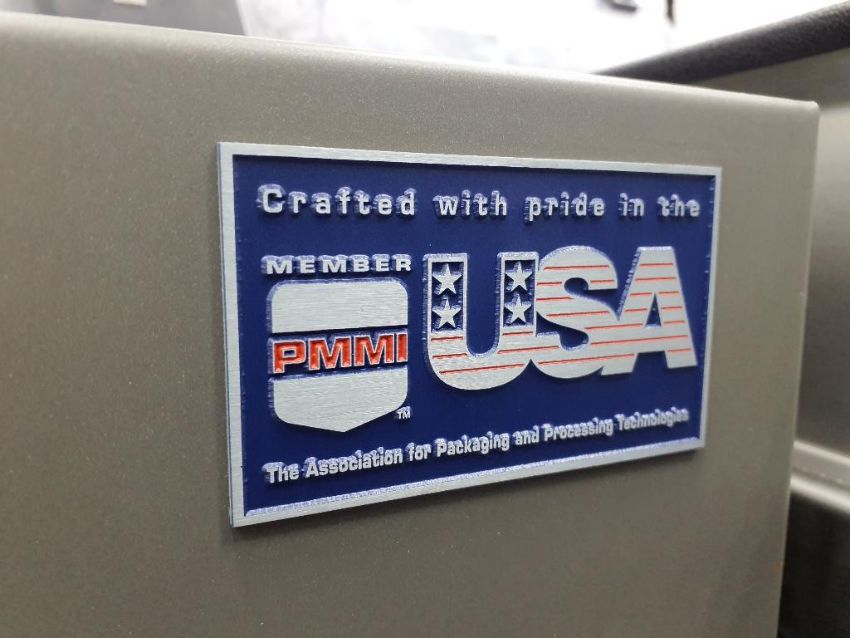 Crafted with pride in the
USA
MEMBER
PMMI
TM
The Association for Packaging and Processing Technologies